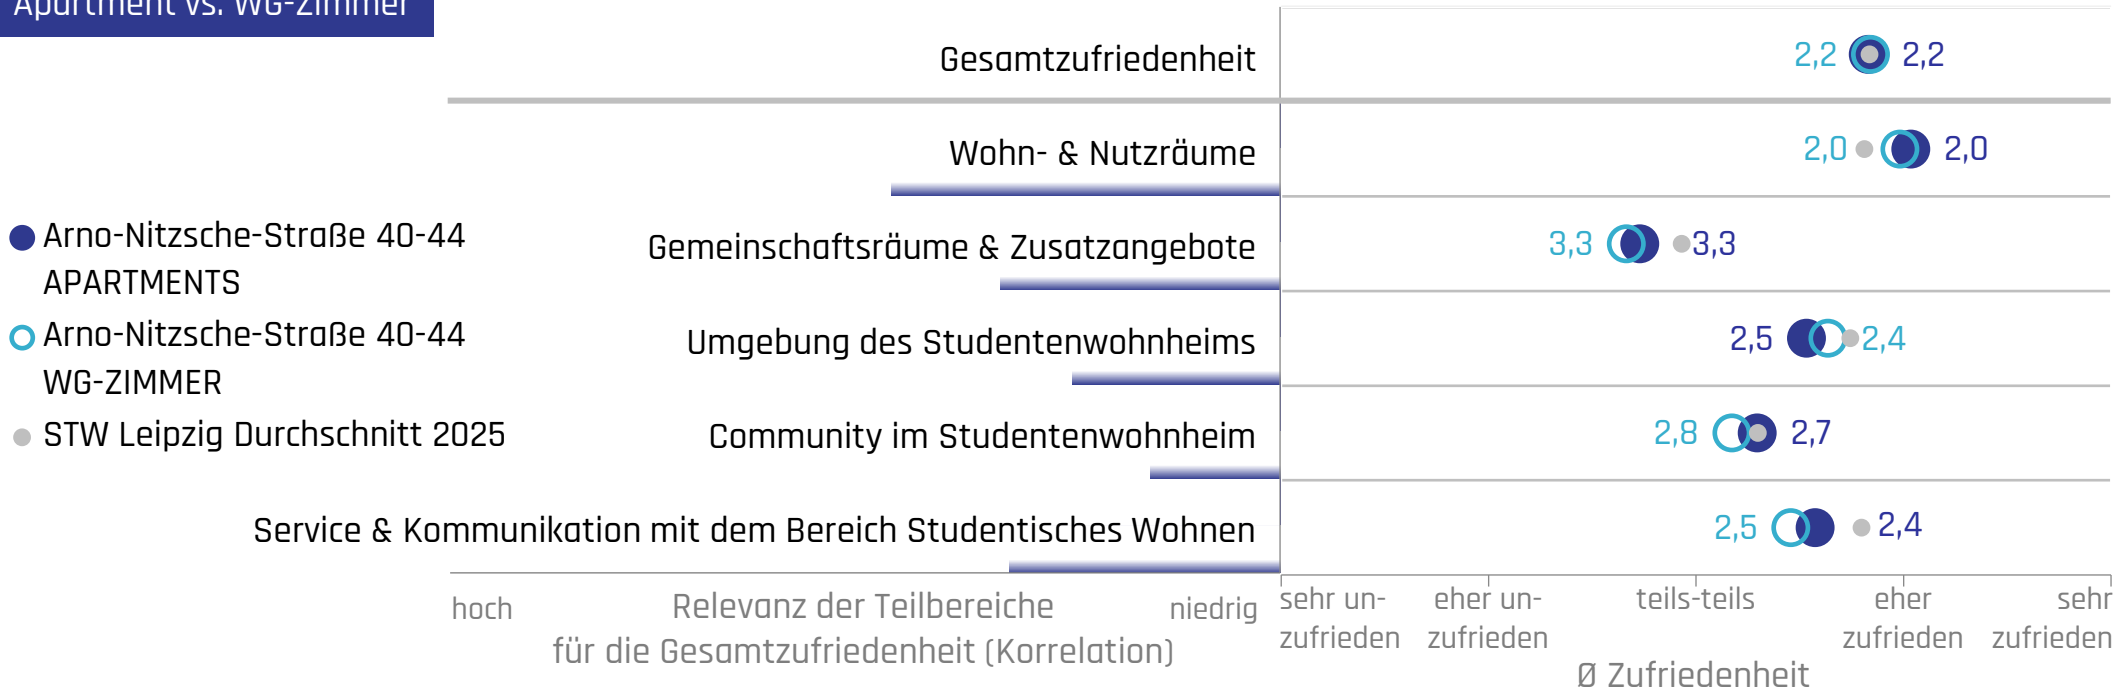 Apartment vs. WG-Zimmer
Gesamtzufriedenheit
2,2 2,2
Wohn- & Nutzräume
2,0 2,0
Gemeinschaftsräume & Zusatzangebote
3,3 3,3
Umgebung des Studentenwohnheims
2,5 2,4
Community im Studentenwohnheim
2,8 2,7
Service & Kommunikation mit dem Bereich Studentisches Wohnen
2,5 2,4
Arno-Nitzsche-Straße 40-44
APARTMENTS
Arno-Nitzsche-Straße 40-44
WG-ZIMMER
STW Leipzig Durchschnitt 2025
hoch Relevanz der Teilbereiche niedrig
für die Gesamtzufriedenheit (Korrelation)
sehr un- eher un- teils-teils eher sehr
zufrieden zufrieden zufrieden zufrieden
Ø Zufriedenheit